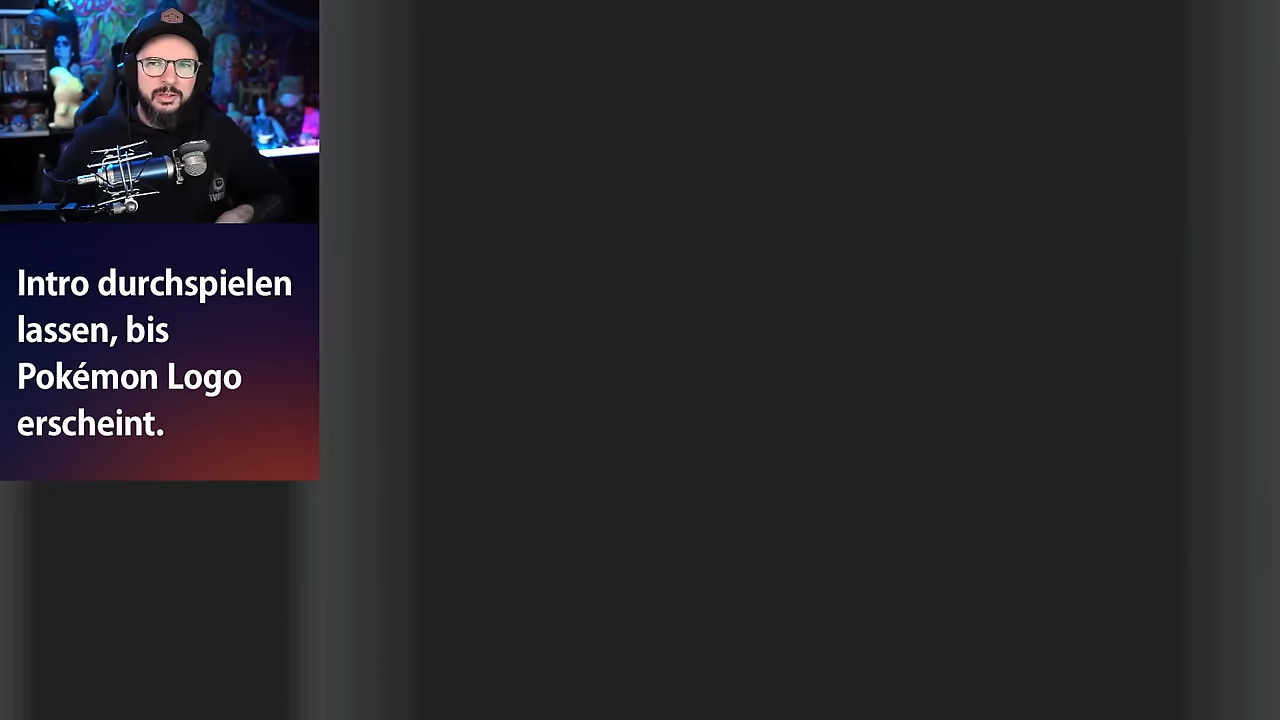 Intro durchspielen
lassen, bis
Pokémon Logo
erscheint.